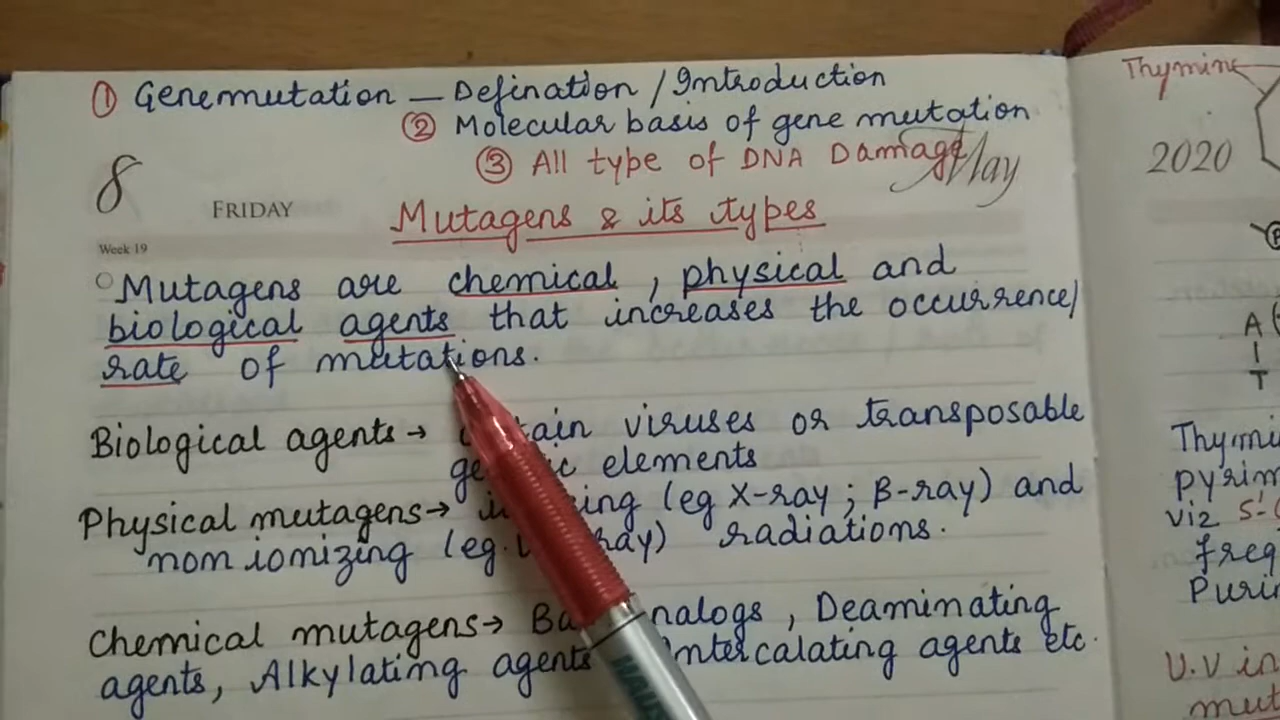 ① Genemutation — Defination / Introduction
② Molecular basis of gene mutation
③ All type of DNA Damage
8 FRIDAY May
Mutagens & its types
Week 19
Mutagens are chemical, physical and
biological agents that increases the occurrence/
rate of mutations.
Biological agents → viruses or transposable
elements
Physical mutagens → (eg X-ray; β-ray) and
non ionizing (eg. ray) radiations.
Chemical mutagens → Deaminating
agents, Alkylating agents Intercalating agents etc.
Thymine
2020
A
T
U.V